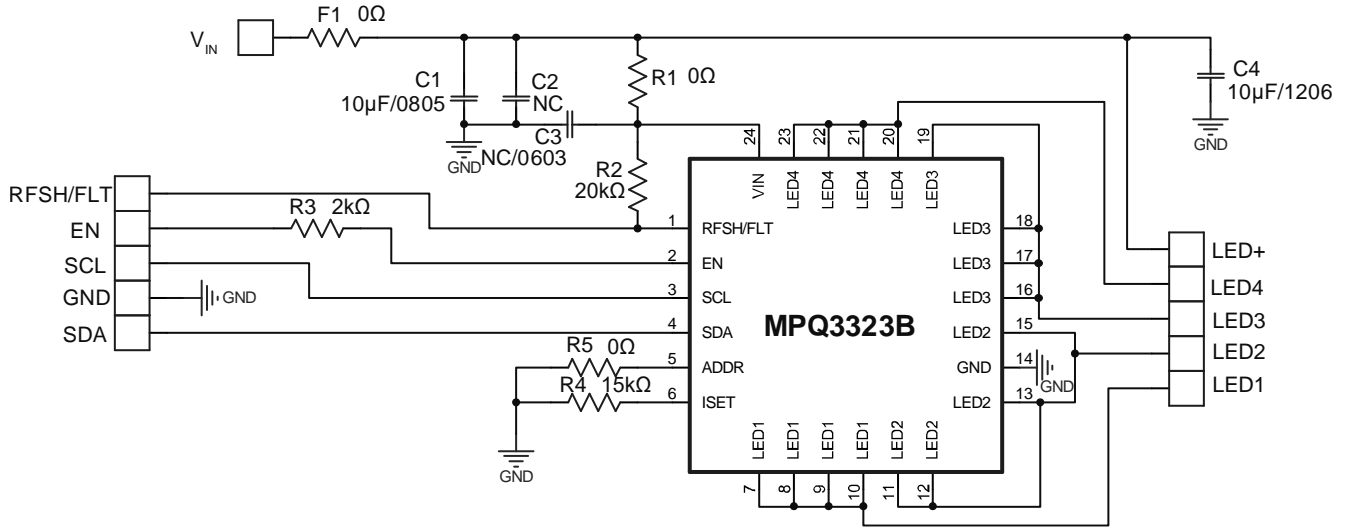 F1 0Ω
VIN
C1
10µF/0805
C2
NC
R1 0Ω
C4
10µF/1206
GND
C3
NC/0603
GND
R2
20kΩ
24
23
22
21
20
19
VIN
LED4
LED4
LED4
LED4
LED3
RFSH/FLT
EN
SCL
GND
SDA
R3 2kΩ
GND
1
2
3
4
5
6
RFSH/FLT
EN
SCL
SDA
ADDR
ISET
MPQ3323B
LED3
LED3
LED3
LED2
GND
LED2
18
17
16
15
14
13
GND
LED+
LED4
LED3
LED2
LED1
R5 0Ω
R4 15kΩ
GND
LED1
LED1
LED1
LED1
LED2
LED2
7
8
9
10
11
12